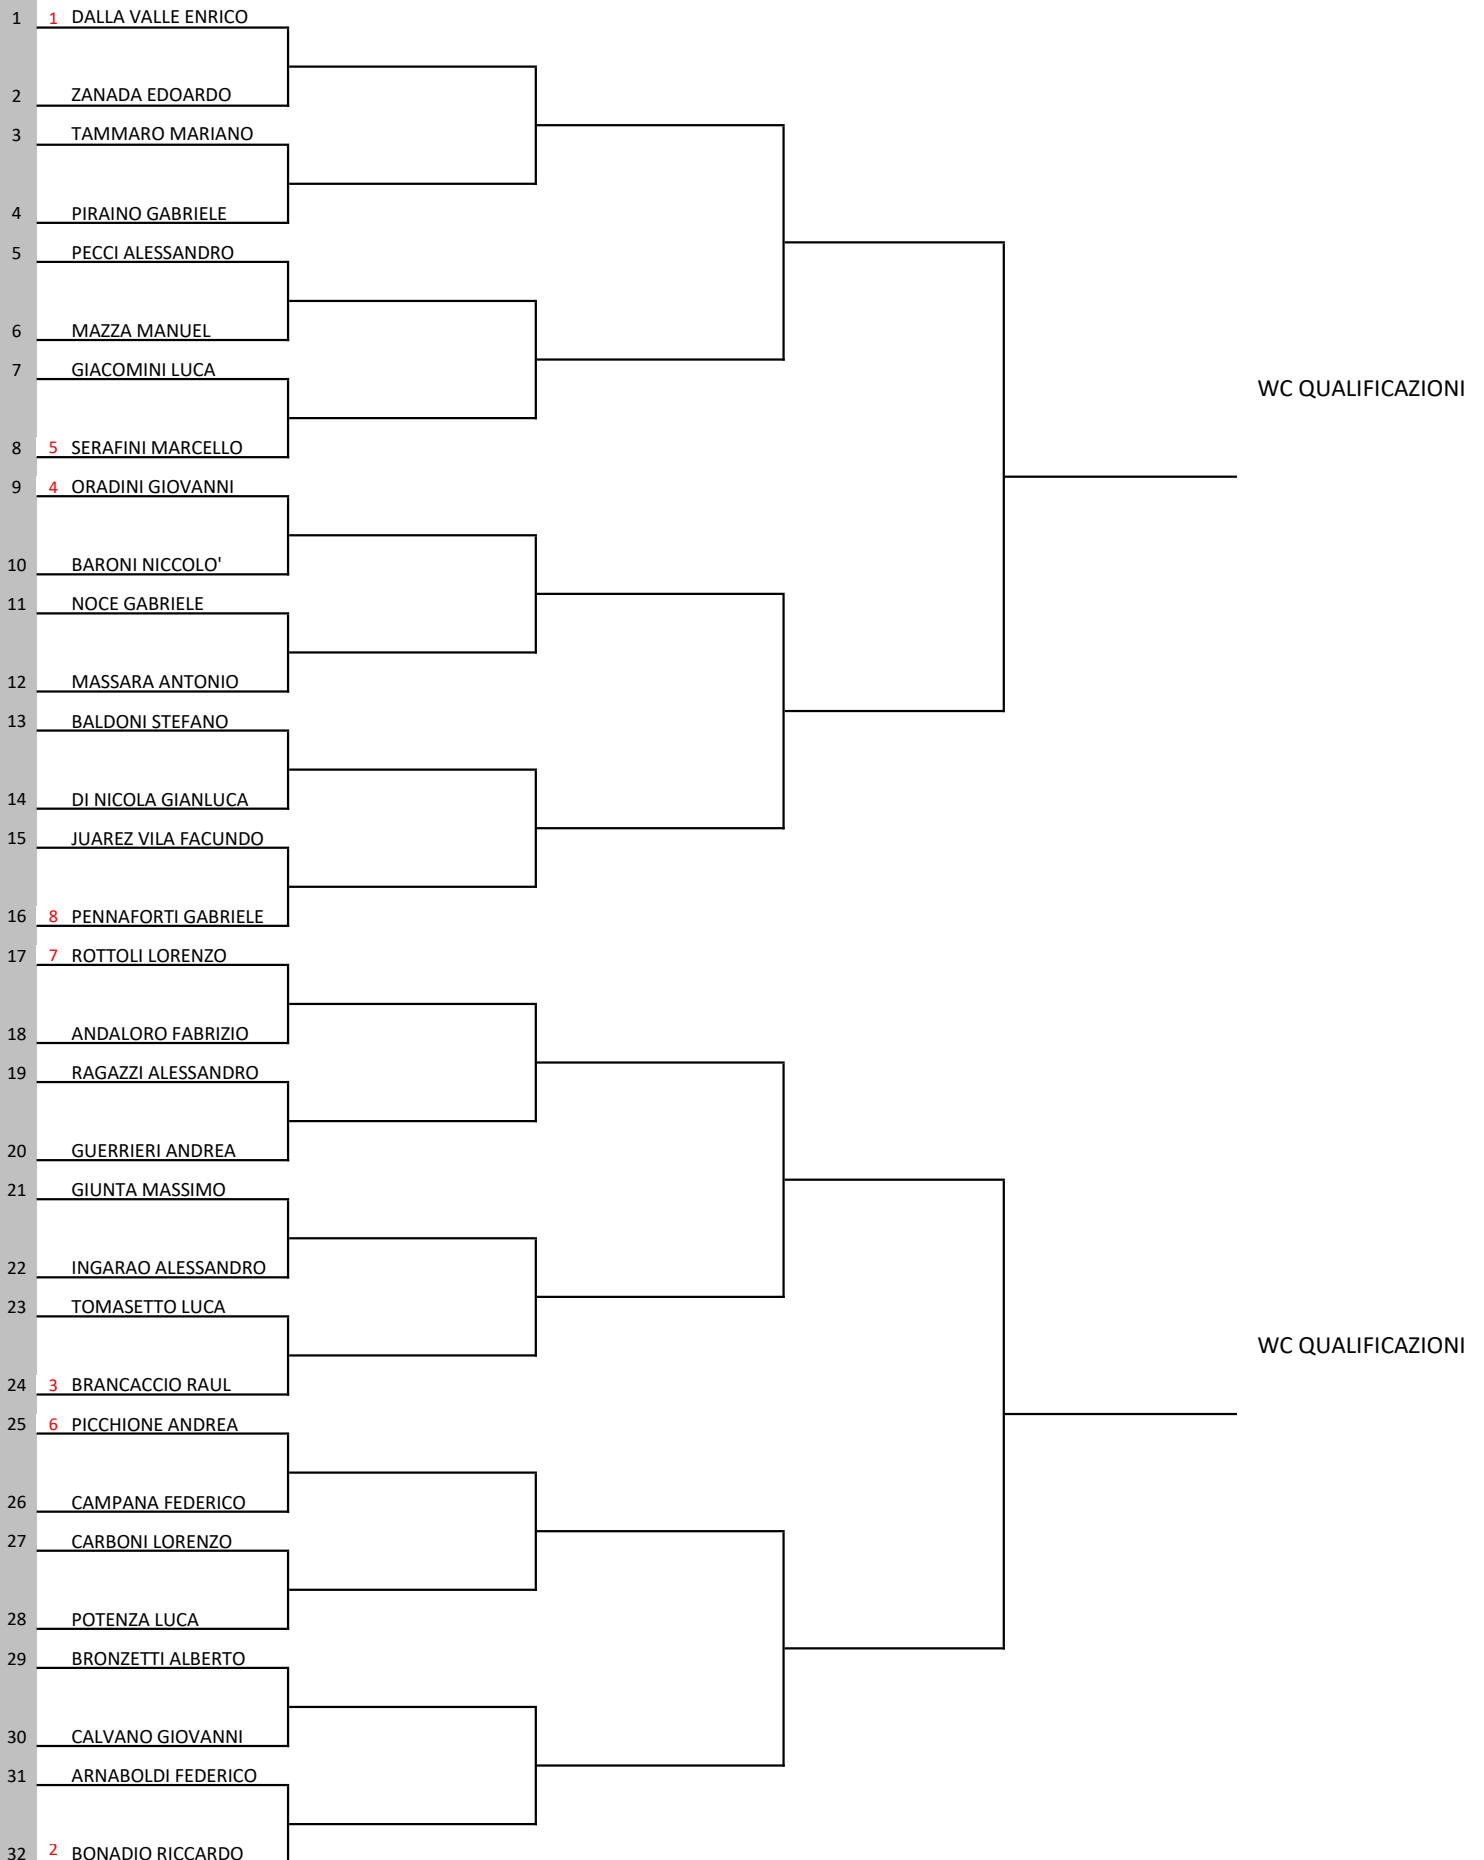 1 1 DALLA VALLE ENRICO
2 ZANADA EDOARDO
3 TAMMARO MARIANO
4 PIRAINO GABRIELE
5 PECCI ALESSANDRO
6 MAZZA MANUEL
7 GIACOMINI LUCA
WC QUALIFICAZIONI
8 5 SERAFINI MARCELLO
9 4 ORADINI GIOVANNI
10 BARONI NICCOLO'
11 NOCE GABRIELE
12 MASSARA ANTONIO
13 BALDONI STEFANO
14 DI NICOLA GIANLUCA
15 JUAREZ VILA FACUNDO
16 8 PENNAFORTI GABRIELE
17 7 ROTTOLI LORENZO
18 ANDALORO FABRIZIO
19 RAGAZZI ALESSANDRO
20 GUERRIERI ANDREA
21 GIUNTA MASSIMO
22 INGARAO ALESSANDRO
23 TOMASETTO LUCA
WC QUALIFICAZIONI
24 3 BRANCACCIO RAUL
25 6 PICCHIONE ANDREA
26 CAMPANA FEDERICO
27 CARBONI LORENZO
28 POTENZA LUCA
29 BRONZETTI ALBERTO
30 CALVANO GIOVANNI
31 ARNABOLDI FEDERICO
32 2 BONADIO RICCARDO